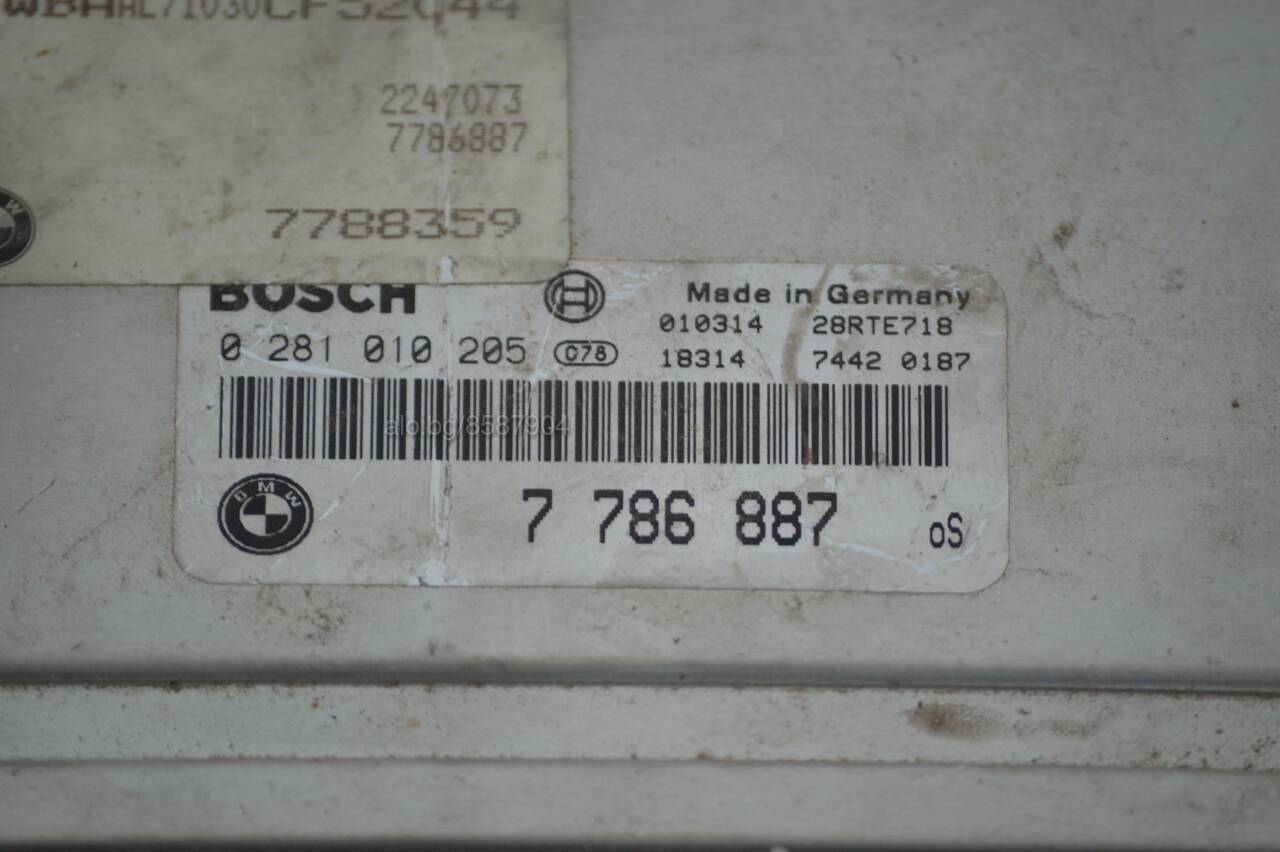 WBAAL71030CF52044
2247073
7786887
7788359
BOSCH
Made in Germany
010314 28RTE718
0 281 010 205 C78
18314 7442 0187
alo.bg/8587904
BMW
7 786 887 oS